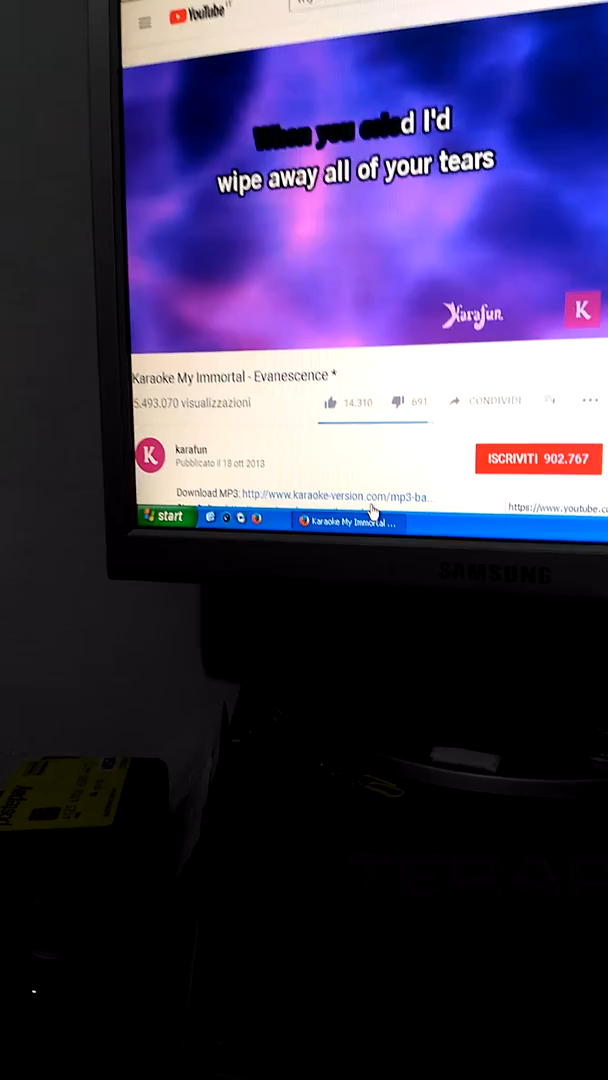 YouTube IT
When you cried I'd
wipe away all of your tears
Karafun
K
Karaoke My Immortal - Evanescence *
5.493.070 visualizzazioni
14.310
691
CONDIVIDI
K
karafun
Pubblicato il 18 ott 2013
ISCRIVITI 902.767
Download MP3: http://www.karaoke-version.com/mp3-ba...
https://www.youtube.c
start
Karaoke My Immortal ...
SAMSUNG